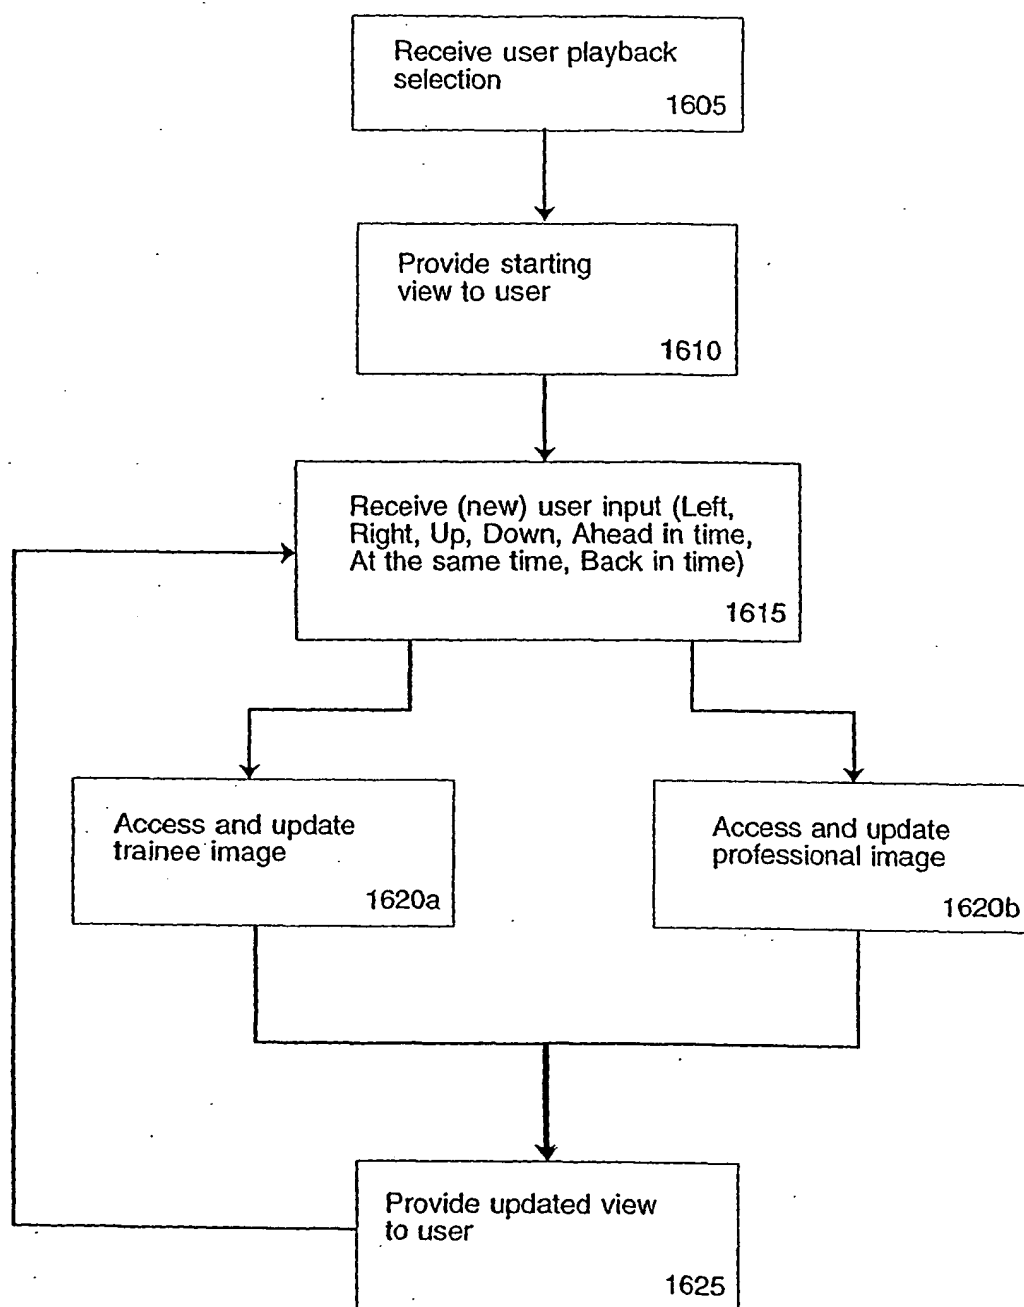 Receive user playback
selection
1605
Provide starting
view to user
1610
Receive (new) user input (Left,
Right, Up, Down, Ahead in time,
At the same time, Back in time)
1615
Access and update
trainee image
1620a
Access and update
professional image
1620b
Provide updated view
to user
1625